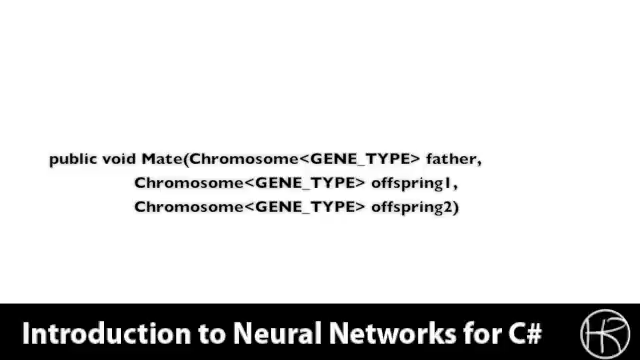 public void Mate(Chromosome<GENE_TYPE> father,
Chromosome<GENE_TYPE> offspring1,
Chromosome<GENE_TYPE> offspring2)
Introduction to Neural Networks for C#